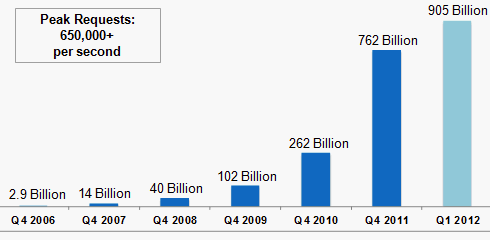 Peak Requests:
650,000+
per second
2.9 Billion
14 Billion
40 Billion
102 Billion
262 Billion
762 Billion
905 Billion
Q4 2006
Q4 2007
Q4 2008
Q4 2009
Q4 2010
Q4 2011
Q1 2012